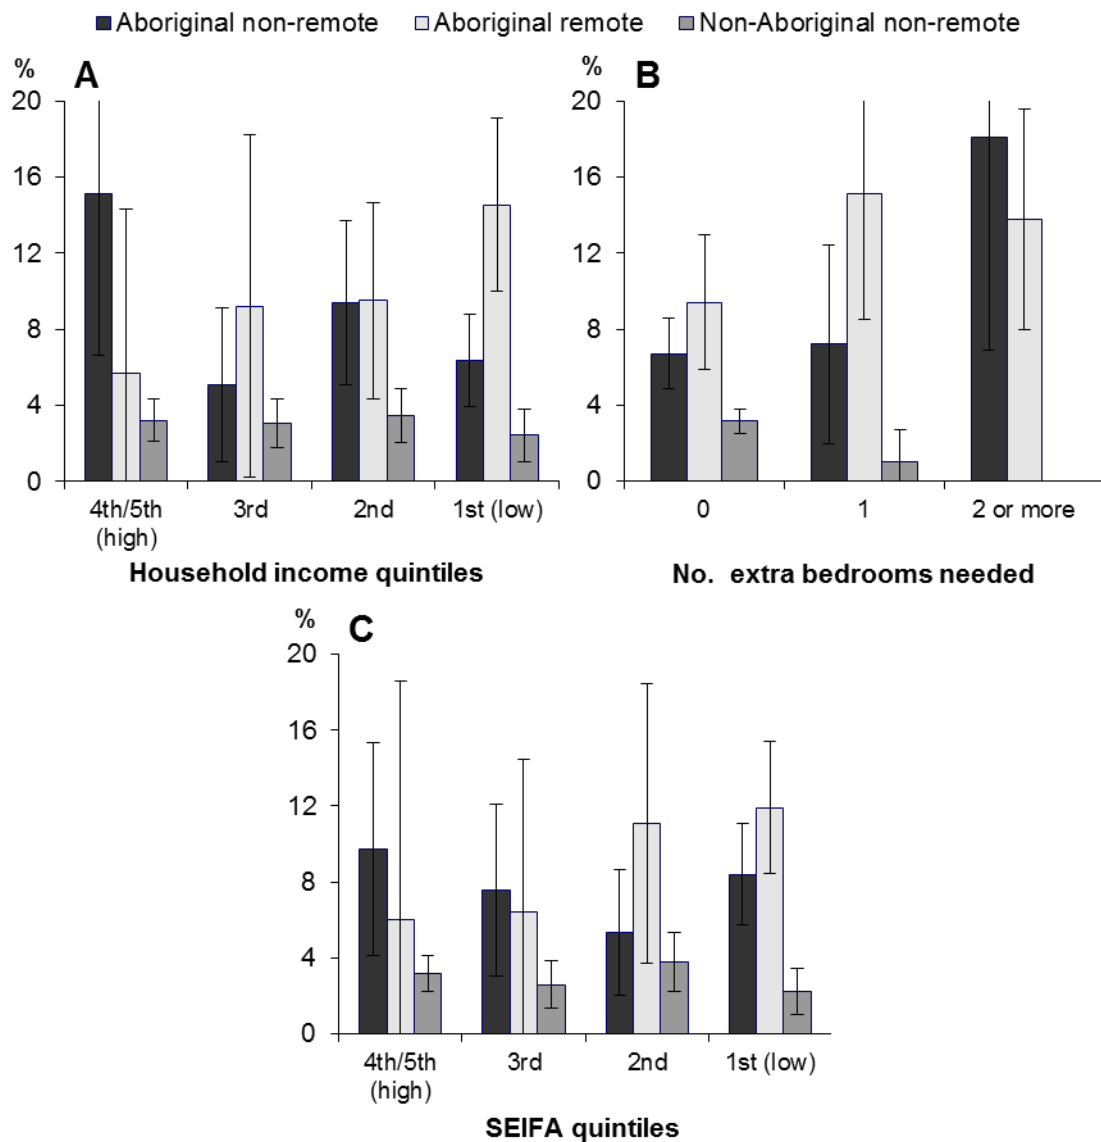 Aboriginal non-remote Aboriginal remote Non-Aboriginal non-remote
% A
20
16
12
8
4
0
4th/5th (high) 3rd 2nd 1st (low)
Household income quintiles
% B
20
16
12
8
4
0
0 1 2 or more
No. extra bedrooms needed
% C
20
16
12
8
4
0
4th/5th (high) 3rd 2nd 1st (low)
SEIFA quintiles